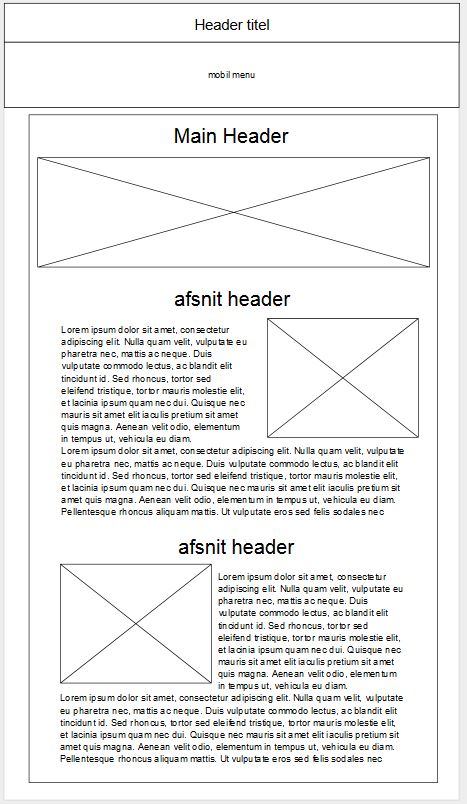 Header titel
mobil menu
Main Header
afsnit header
Lorem ipsum dolor sit amet, consectetur
adipiscing elit. Nulla quam velit, vulputate eu
pharetra nec, mattis ac neque. Duis
vulputate commodo lectus, ac blandit elit
tincidunt id. Sed rhoncus, tortor sed
eleifend tristique, tortor mauris molestie elit,
et lacinia ipsum quam nec dui. Quisque nec
mauris sit amet elit iaculis pretium sit amet
quis magna. Aenean velit odio, elementum
in tempus ut, vehicula eu diam.
Lorem ipsum dolor sit amet, consectetur adipiscing elit. Nulla quam velit, vulputate
eu pharetra nec, mattis ac neque. Duis vulputate commodo lectus, ac blandit elit
tincidunt id. Sed rhoncus, tortor sed eleifend tristique, tortor mauris molestie elit,
et lacinia ipsum quam nec dui. Quisque nec mauris sit amet elit iaculis pretium sit
amet quis magna. Aenean velit odio, elementum in tempus ut, vehicula eu diam.
Pellentesque rhoncus aliquam mattis. Ut vulputate eros sed felis sodales nec
afsnit header
Lorem ipsum dolor sit amet, consectetur
adipiscing elit. Nulla quam velit, vulputate eu
pharetra nec, mattis ac neque. Duis
vulputate commodo lectus, ac blandit elit
tincidunt id. Sed rhoncus, tortor sed
eleifend tristique, tortor mauris molestie elit,
et lacinia ipsum quam nec dui. Quisque nec
mauris sit amet elit iaculis pretium sit amet
quis magna. Aenean velit odio, elementum
in tempus ut, vehicula eu diam.
Lorem ipsum dolor sit amet, consectetur adipiscing elit. Nulla quam velit, vulputate
eu pharetra nec, mattis ac neque. Duis vulputate commodo lectus, ac blandit elit
tincidunt id. Sed rhoncus, tortor sed eleifend tristique, tortor mauris molestie elit,
et lacinia ipsum quam nec dui. Quisque nec mauris sit amet elit iaculis pretium sit
amet quis magna. Aenean velit odio, elementum in tempus ut, vehicula eu diam.
Pellentesque rhoncus aliquam mattis. Ut vulputate eros sed felis sodales nec